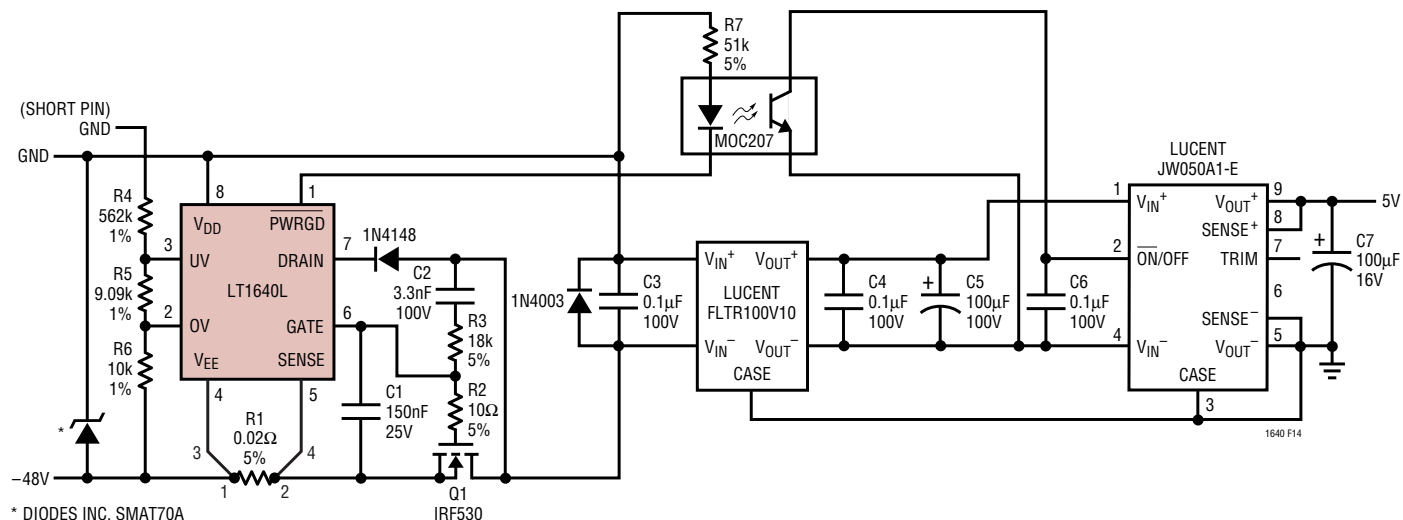 (SHORT PIN)
GND
GND
R4
562k
1%
R5
9.09k
1%
R6
10k
1%
*
−48V
* DIODES INC. SMAT70A
8
1
VDD
PWRGD
3
UV
DRAIN
7
LT1640L
2
OV
GATE
6
VEE
SENSE
4
5
R1
0.02Ω
5%
3
4
1
2
1N4148
C2
3.3nF
100V
R3
18k
5%
R2
10Ω
5%
C1
150nF
25V
Q1
IRF530
R7
51k
5%
MOC207
1N4003
C3
0.1µF
100V
VIN+
VOUT+
LUCENT
FLTR100V10
VIN−
VOUT−
CASE
C4
0.1µF
100V
+
C5
100µF
100V
C6
0.1µF
100V
LUCENT
JW050A1-E
1
VIN+
VOUT+
9
SENSE+
8
2
ON/OFF
TRIM
7
6
SENSE−
4
VIN−
VOUT−
5
CASE
3
5V
+
C7
100µF
16V
1640 F14